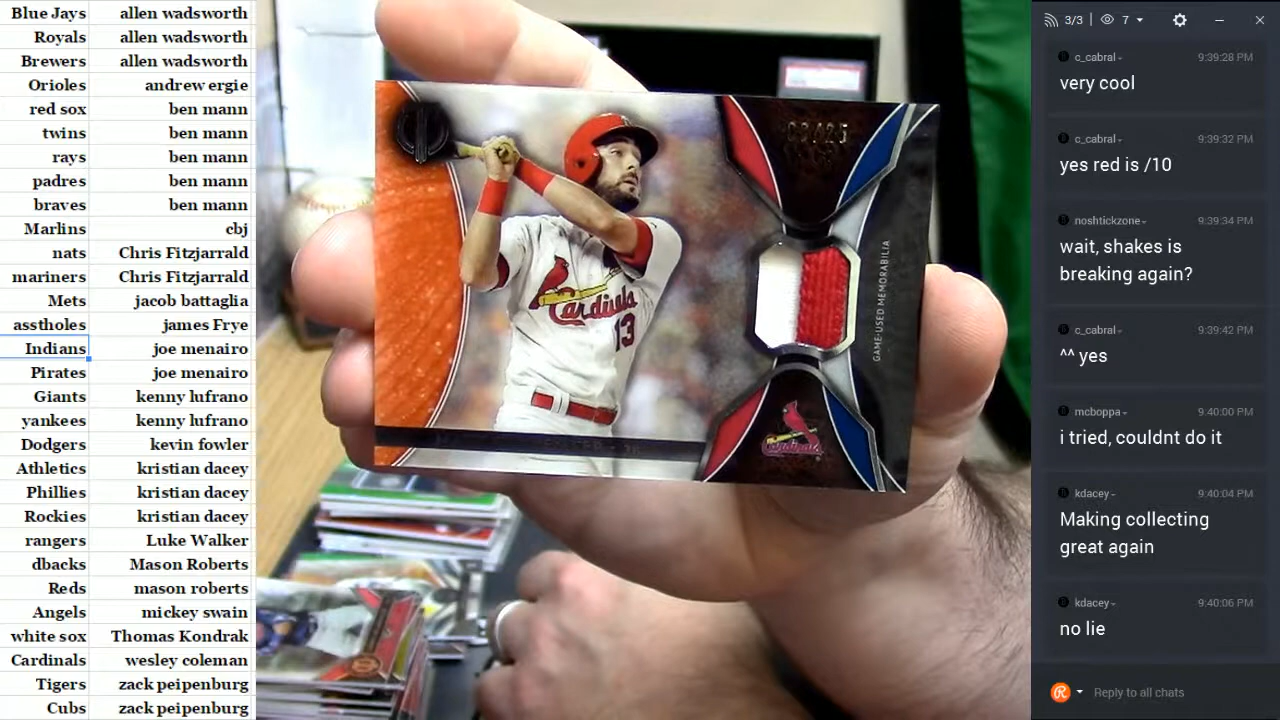 Blue Jays allen wadsworth
Royals allen wadsworth
Brewers allen wadsworth
Orioles andrew ergie
red sox ben mann
twins ben mann
rays ben mann
padres ben mann
braves ben mann
Marlins cbj
nats Chris Fitzjarrald
mariners Chris Fitzjarrald
Mets jacob battaglia
asstholes james Frye
Indians joe menairo
Pirates joe menairo
Giants kenny lufrano
yankees kenny lufrano
Dodgers kevin fowler
Athletics kristian dacey
Phillies kristian dacey
Rockies kristian dacey
rangers Luke Walker
dbacks Mason Roberts
Reds mason roberts
Angels mickey swain
white sox Thomas Kondrak
Cardinals wesley coleman
Tigers zack peipenburg
Cubs zack peipenburg
Cardinals
13
GAME-USED MEMORABILIA
Cardinals
3/3 | 7
c_cabral 9:39:28 PM
very cool
c_cabral 9:39:32 PM
yes red is /10
noshtickzone 9:39:34 PM
wait, shakes is
breaking again?
c_cabral 9:39:42 PM
^^ yes
mcboppa 9:40:00 PM
i tried, couldnt do it
kdacey 9:40:04 PM
Making collecting
great again
kdacey 9:40:06 PM
no lie
Reply to all chats